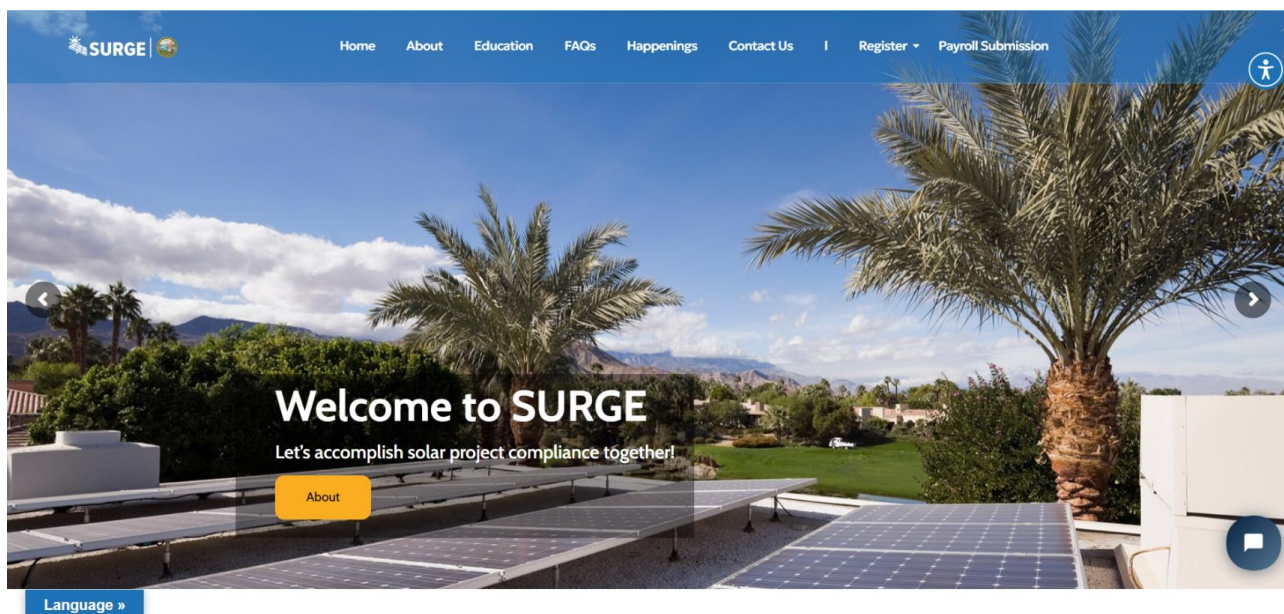 SURGE
Home About Education FAQs Happenings Contact Us | Register Payroll Submission
Welcome to SURGE
Let's accomplish solar project compliance together!
About
Language »